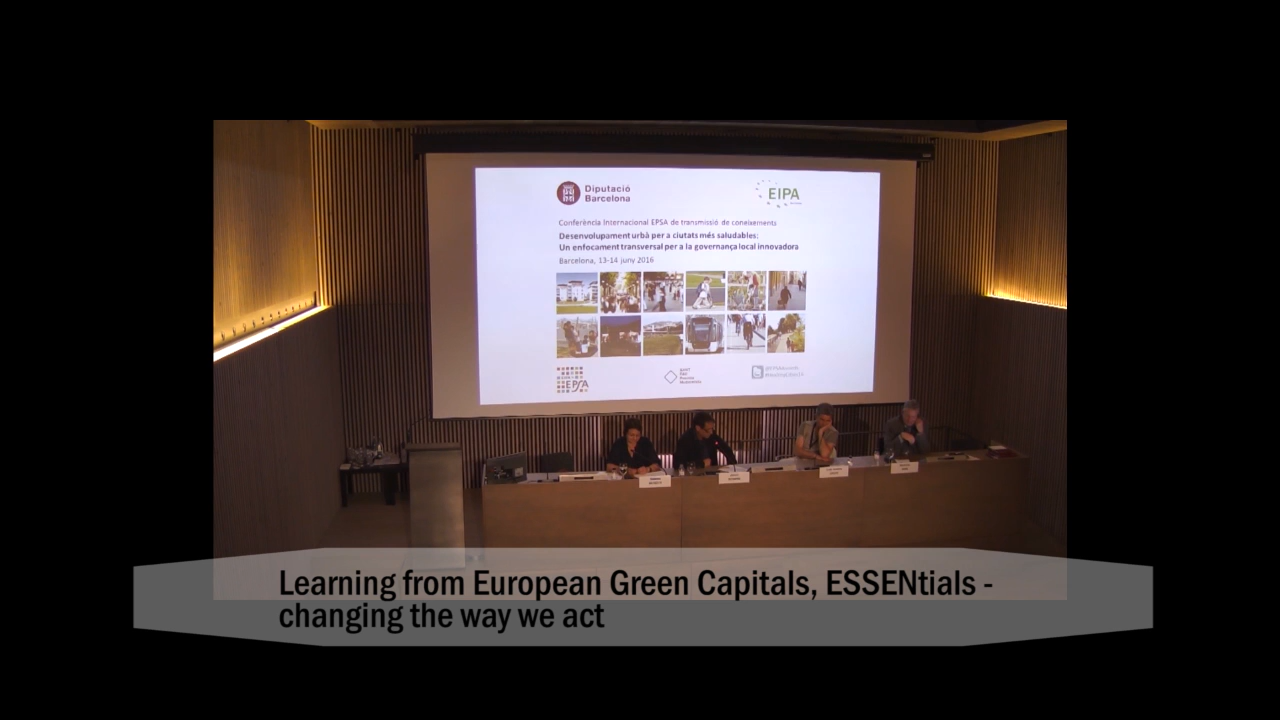 Diputació
Barcelona
EIPA
Conferència Internacional EPSA de transmissió de coneixements
Desenvolupament urbà per a ciutats més saludables:
Un enfocament transversal per a la governança local innovadora
Barcelona, 13-14 juny 2016
EPSA
Learning from European Green Capitals, ESSENtials -
changing the way we act